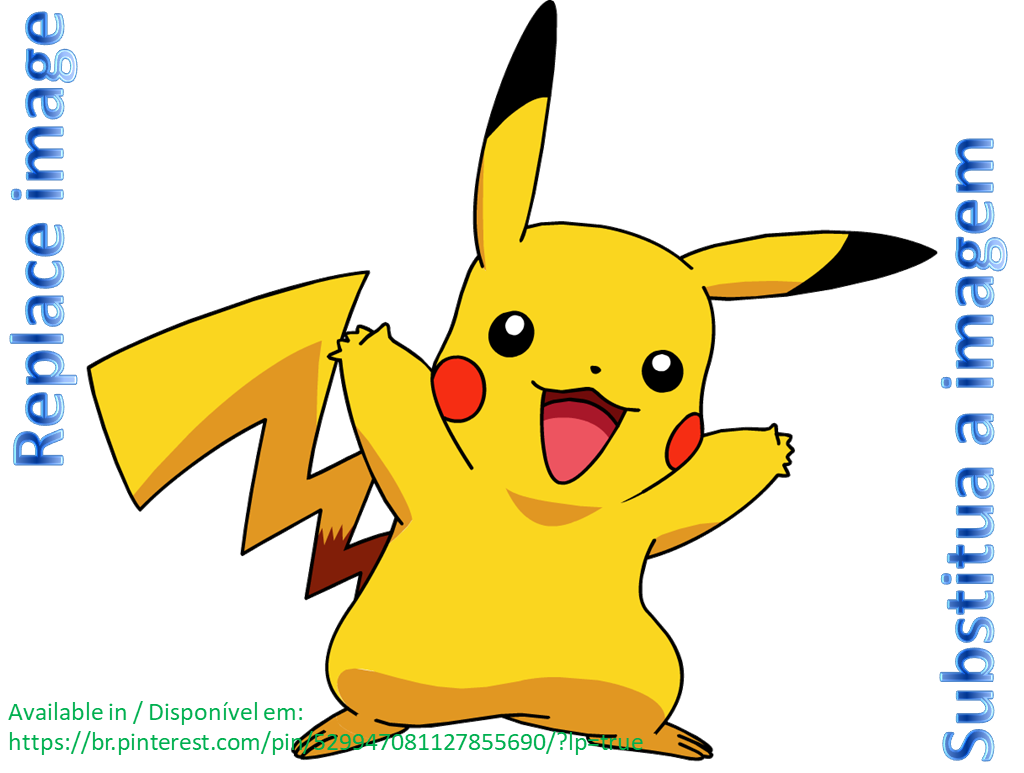 Replace image
Substitua a imagem
Available in / Disponível em:
https://br.pinterest.com/pin/529947081127855690/?lp=true